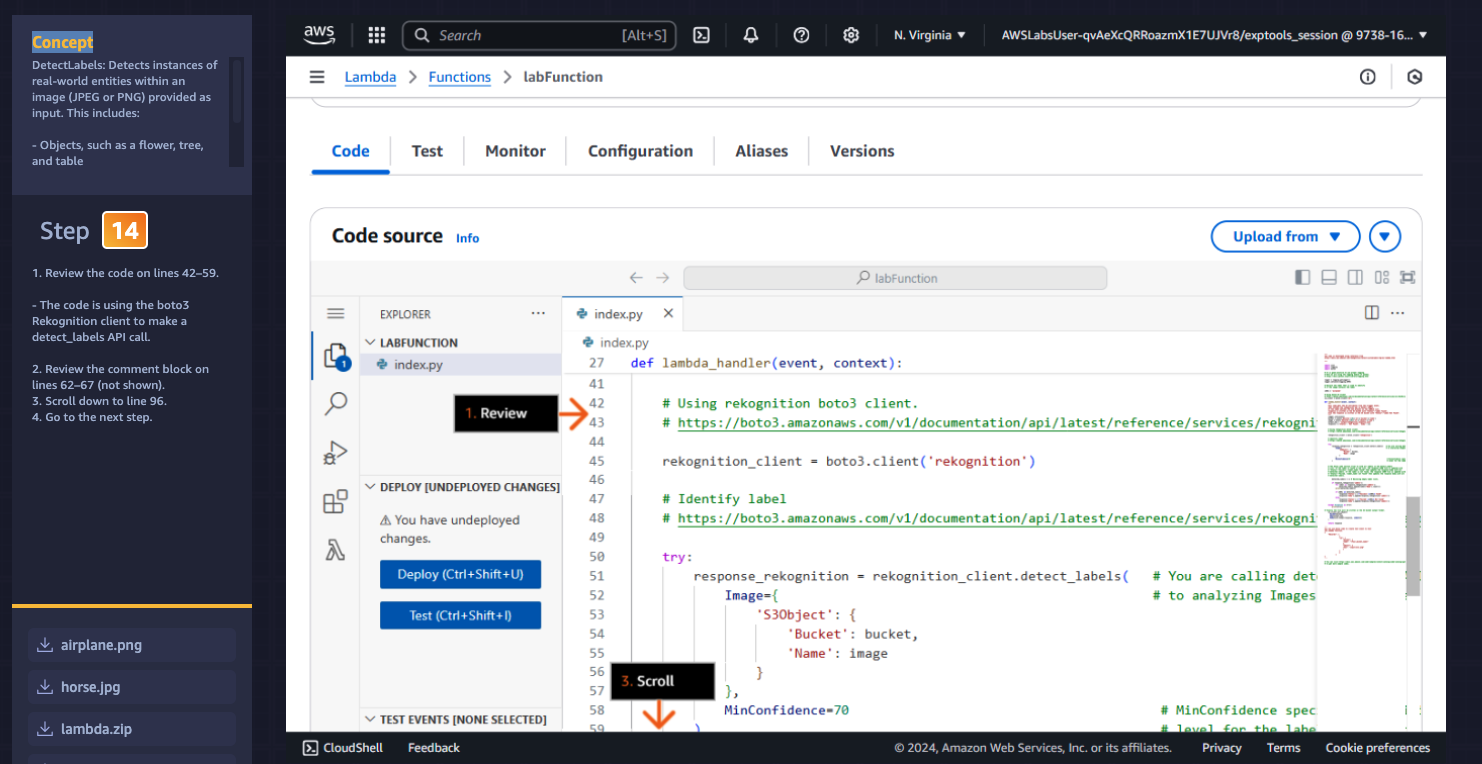 Concept
DetectLabels: Detects instances of
real-world entities within an
image (JPEG or PNG) provided as
input. This includes:
- Objects, such as a flower, tree,
and table
Step 14
1. Review the code on lines 42–59.
- The code is using the boto3
Rekognition client to make a
detect_labels API call.
2. Review the comment block on
lines 62–67 (not shown).
3. Scroll down to line 96.
4. Go to the next step.
airplane.png
horse.jpg
lambda.zip
aws
Search [Alt+S]
N. Virginia
AWSLabsUser-qvAeXcQRRoazmX1E7UJVr8/exptools_session @ 9738-16...
Lambda > Functions > labFunction
Code Test Monitor Configuration Aliases Versions
Code source Info
Upload from
labFunction
EXPLORER
LABFUNCTION
index.py
1
1. Review
DEPLOY [UNDEPLOYED CHANGES]
You have undeployed
changes.
Deploy (Ctrl+Shift+U)
Test (Ctrl+Shift+I)
TEST EVENTS [NONE SELECTED]
index.py
index.py
27 def lambda_handler(event, context):
41
42 # Using rekognition boto3 client.
43 # https://boto3.amazonaws.com/v1/documentation/api/latest/reference/services/rekogni
44
45 rekognition_client = boto3.client('rekognition')
46
47 # Identify label
48 # https://boto3.amazonaws.com/v1/documentation/api/latest/reference/services/rekogni
49
50 try:
51 response_rekognition = rekognition_client.detect_labels( # You are calling det
52 Image={ # to analyzing Images
53 'S3Object': {
54 'Bucket': bucket,
55 'Name': image
56 }
57 },
58 MinConfidence=70 # MinConfidence spec
59 ) # level for the labe
3. Scroll
CloudShell Feedback
© 2024, Amazon Web Services, Inc. or its affiliates. Privacy Terms Cookie preferences